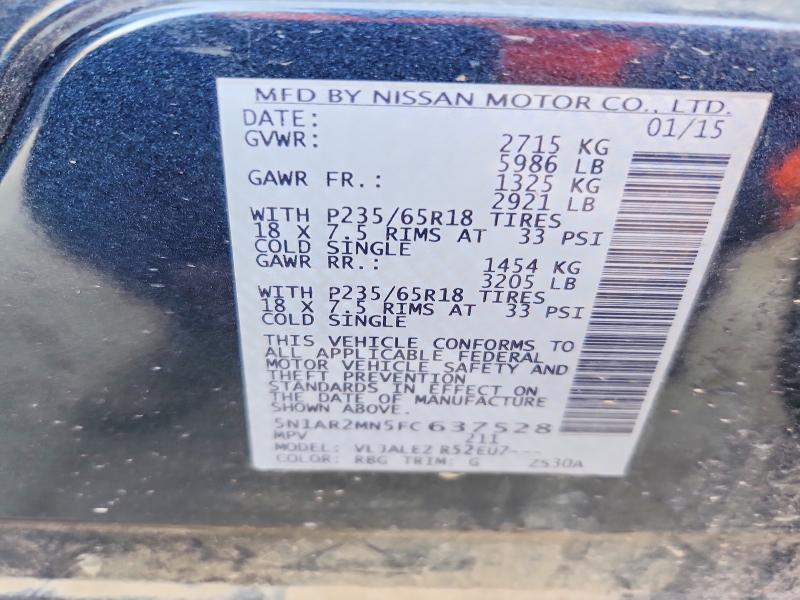 MFD BY NISSAN MOTOR CO., LTD.
DATE: 01/15
GVWR: 2715 KG
5986 LB
GAWR FR.: 1325 KG
2921 LB
WITH P235/65R18 TIRES
18 X 7.5 RIMS AT 33 PSI
COLD SINGLE
GAWR RR.: 1454 KG
3205 LB
WITH P235/65R18 TIRES
18 X 7.5 RIMS AT 33 PSI
COLD SINGLE
THIS VEHICLE CONFORMS TO
ALL APPLICABLE FEDERAL
MOTOR VEHICLE SAFETY AND
THEFT PREVENTION
STANDARDS IN EFFECT ON
THE DATE OF MANUFACTURE
SHOWN ABOVE.
5N1AR2MN5FC637528
MPV 211
MODEL: R52EU7---
COLOR: RBG TRIM: G 2530A